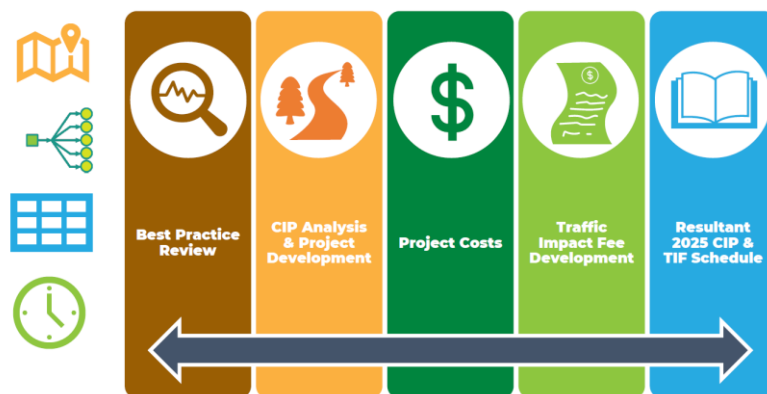 Best Practice
Review
CIP Analysis
& Project
Development
Project Costs
Traffic
Impact Fee
Development
Resultant
2025 CIP &
TIF Schedule